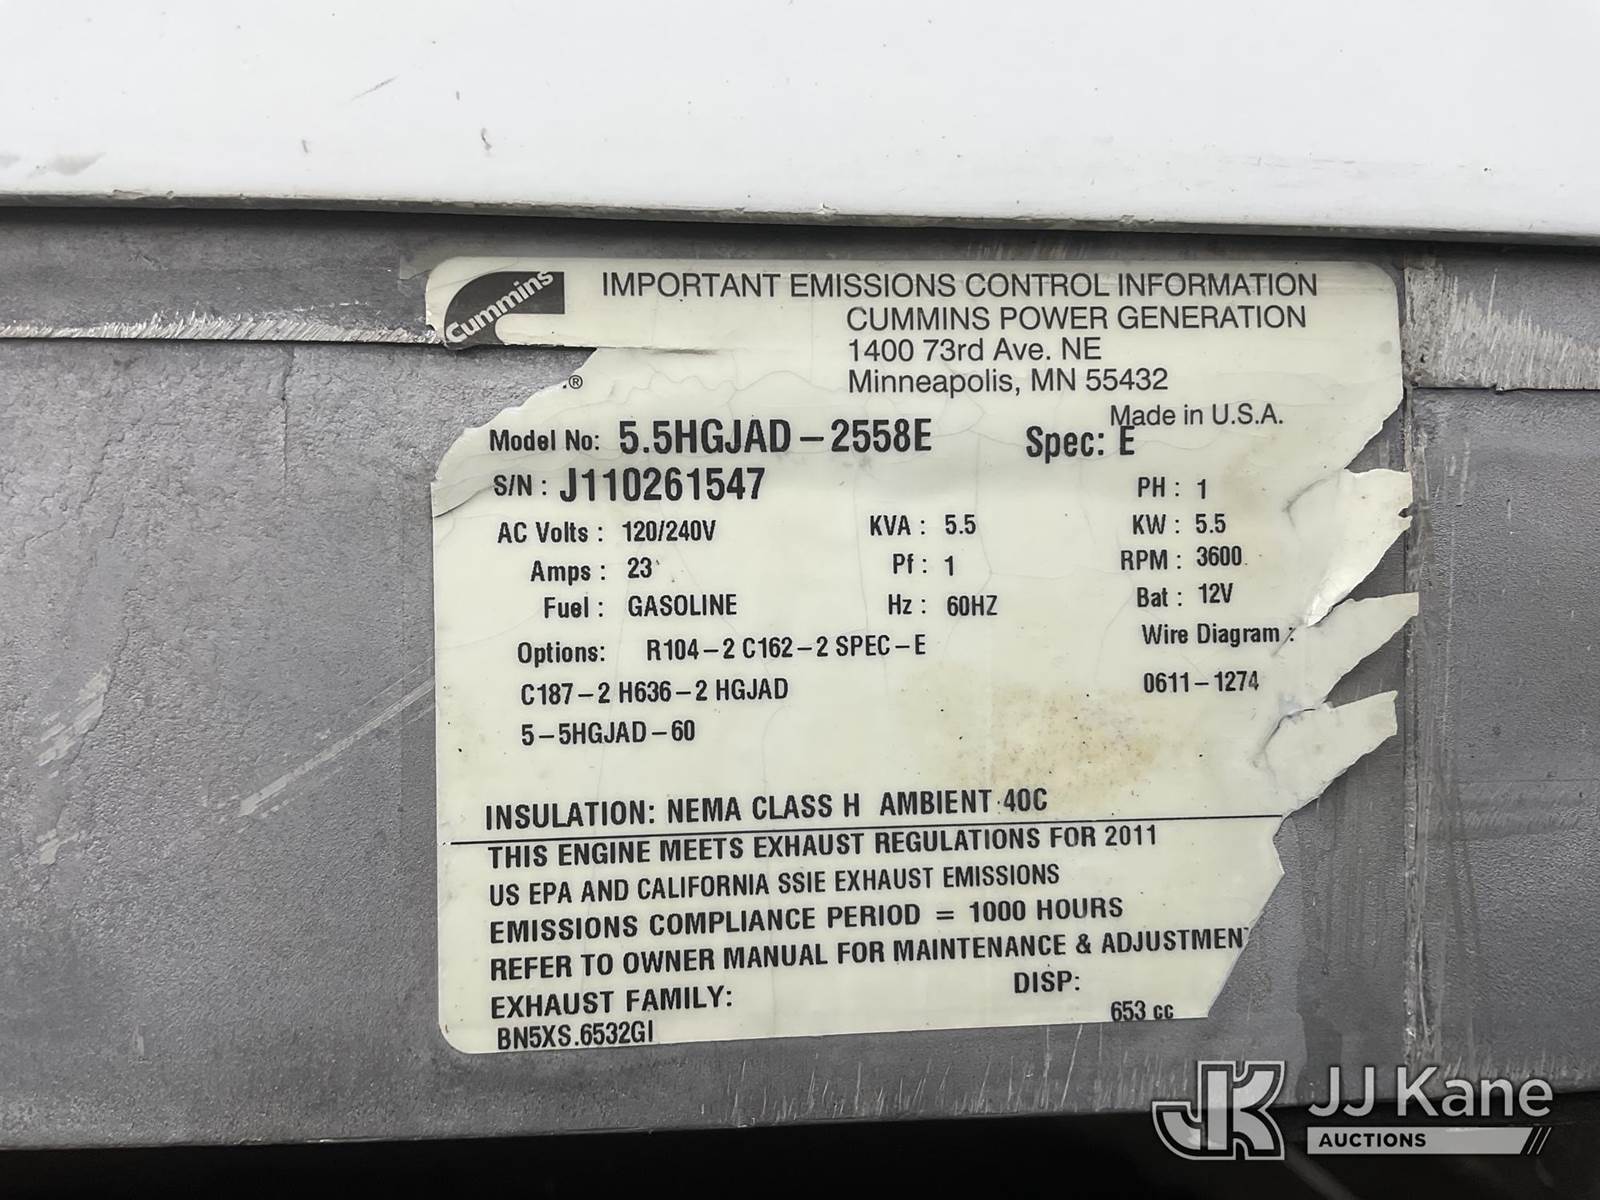 Cummins
IMPORTANT EMISSIONS CONTROL INFORMATION
CUMMINS POWER GENERATION
1400 73rd Ave. NE
Minneapolis, MN 55432
®
Made in U.S.A.
Model No: 5.5HGJAD-2558E Spec: E
S/N : J110261547 PH : 1
AC Volts : 120/240V KVA : 5.5 KW : 5.5
Amps : 23 Pf : 1 RPM : 3600
Fuel : GASOLINE Hz : 60HZ Bat : 12V
Options: R104-2 C162-2 SPEC-E Wire Diagram :
C187-2 H636-2 HGJAD 0611-1274
5-5HGJAD-60
INSULATION: NEMA CLASS H AMBIENT 40C
THIS ENGINE MEETS EXHAUST REGULATIONS FOR 2011
US EPA AND CALIFORNIA SSIE EXHAUST EMISSIONS
EMISSIONS COMPLIANCE PERIOD = 1000 HOURS
REFER TO OWNER MANUAL FOR MAINTENANCE & ADJUSTMEN
EXHAUST FAMILY: DISP:
BN5XS.6532GI 653 cc
JK JJ Kane
AUCTIONS